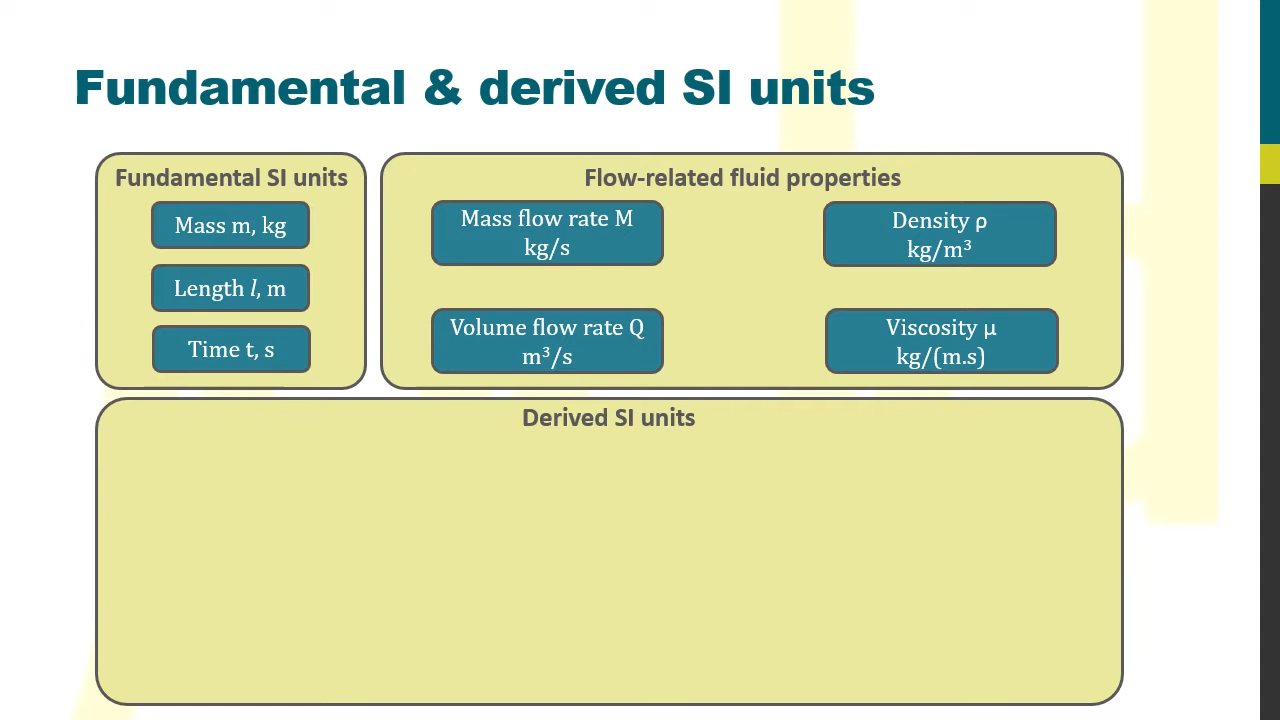 Fundamental & derived SI units
Fundamental SI units
Mass m, kg
Length l, m
Time t, s
Flow-related fluid properties
Mass flow rate M
kg/s
Density ρ
kg/m³
Volume flow rate Q
m³/s
Viscosity μ
kg/(m.s)
Derived SI units